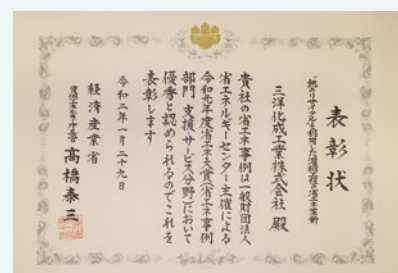 表彰状
三洋化成工業株式会社 殿
貴社の省エネ事例は一般財団法人
省エネルギーセンター主催による
令和元年度省エネ大賞(省エネ事例
部門 支援・サービス分野)において
優秀と認められるのでこれを
表彰します
令和二年一月二十九日
経済産業省
髙橋泰三